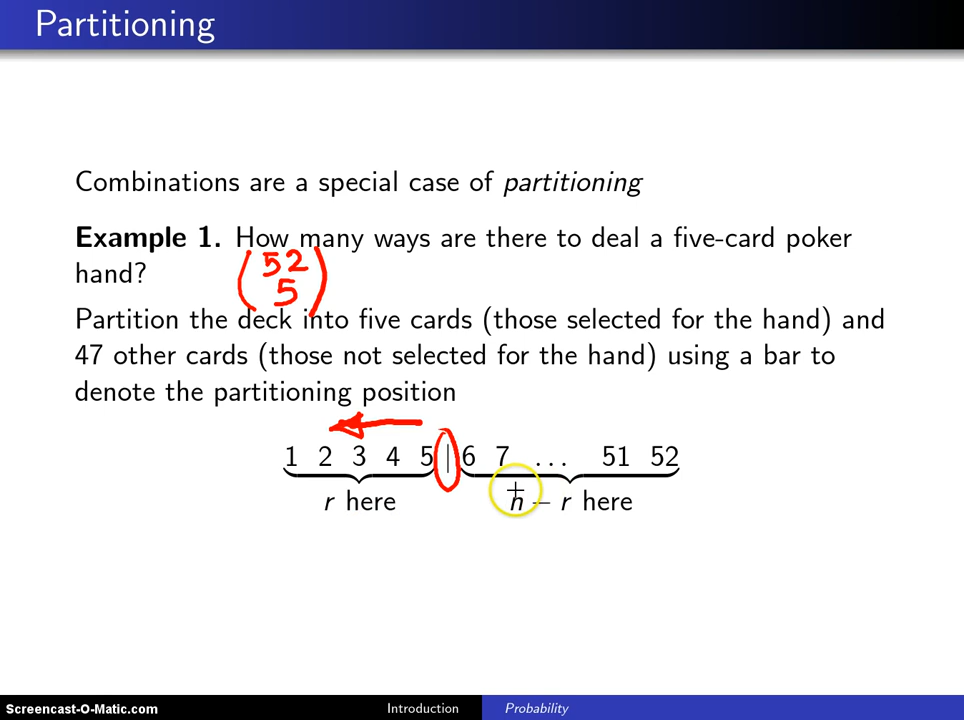 Partitioning
Combinations are a special case of partitioning
Example 1. How many ways are there to deal a five-card poker
hand?
(52
5)
Partition the deck into five cards (those selected for the hand) and
47 other cards (those not selected for the hand) using a bar to
denote the partitioning position
1 2 3 4 5 | 6 7 ... 51 52
r here n − r here
Screencast-O-Matic.com Introduction Probability